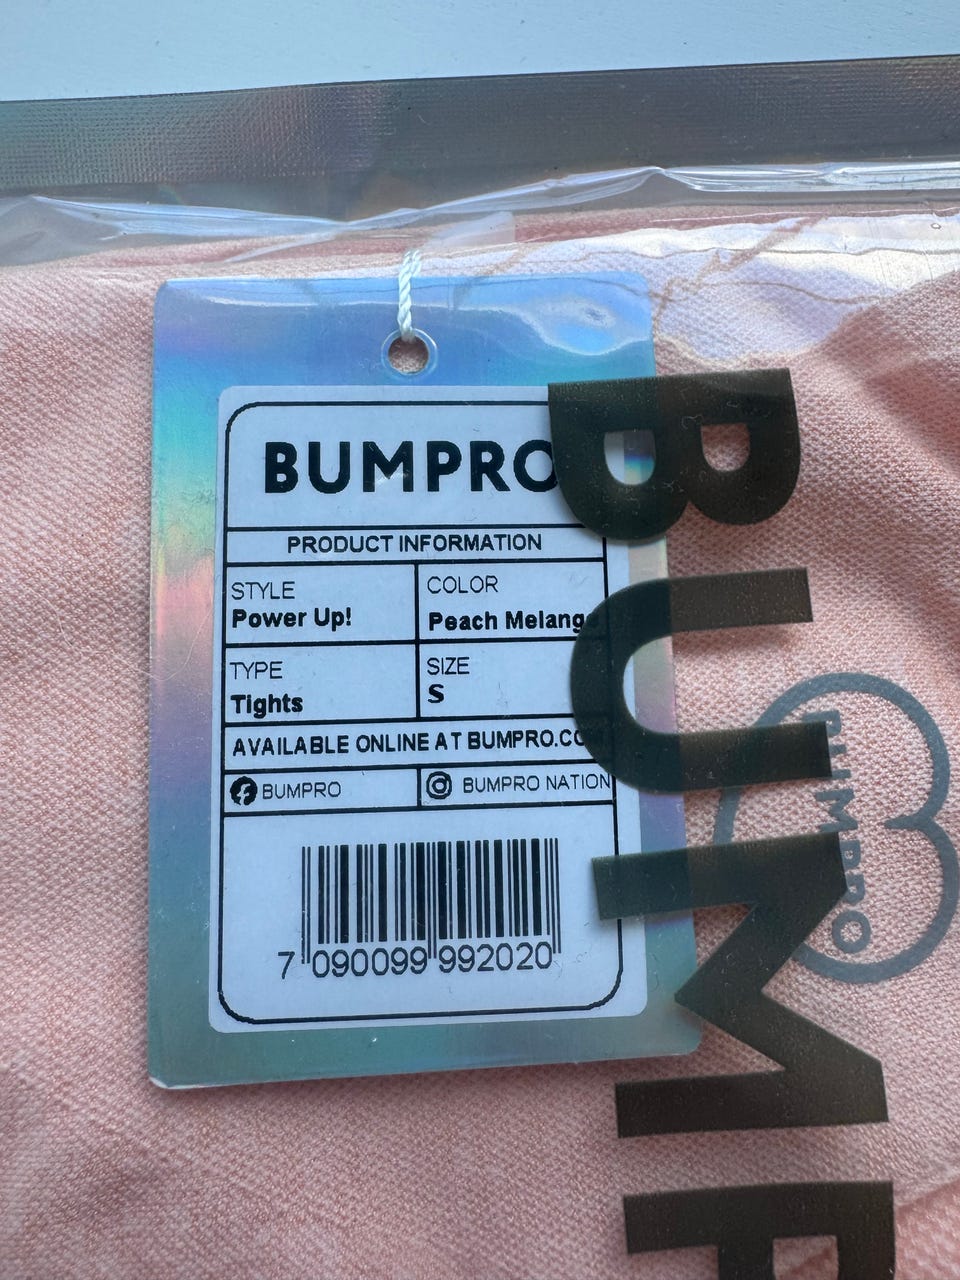 BUMPRO
PRODUCT INFORMATION
STYLE
Power Up!
COLOR
Peach Melange
TYPE
Tights
SIZE
S
AVAILABLE ONLINE AT BUMPRO.CO
BUMPRO
BUMPRO NATION
7 090099 992020
BUMP
BUMPRO